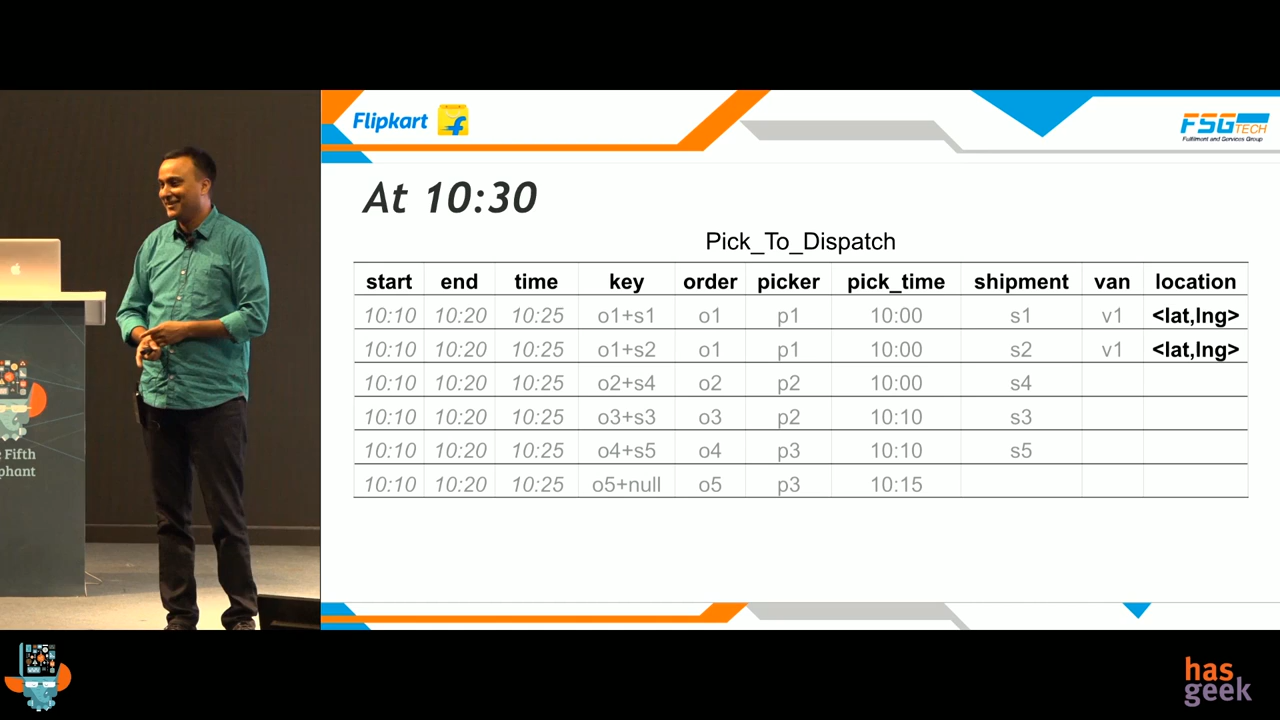 Flipkart
FSG TECH
Fulfilment and Services Group
At 10:30
Pick_To_Dispatch
start end time key order picker pick_time shipment van location
10:10 10:20 10:25 o1+s1 o1 p1 10:00 s1 v1 <lat,lng>
10:10 10:20 10:25 o1+s2 o1 p1 10:00 s2 v1 <lat,lng>
10:10 10:20 10:25 o2+s4 o2 p2 10:00 s4
10:10 10:20 10:25 o3+s3 o3 p2 10:10 s3
10:10 10:20 10:25 o4+s5 o4 p3 10:10 s5
10:10 10:20 10:25 o5+null o5 p3 10:15
Fifth
phant
has
geek